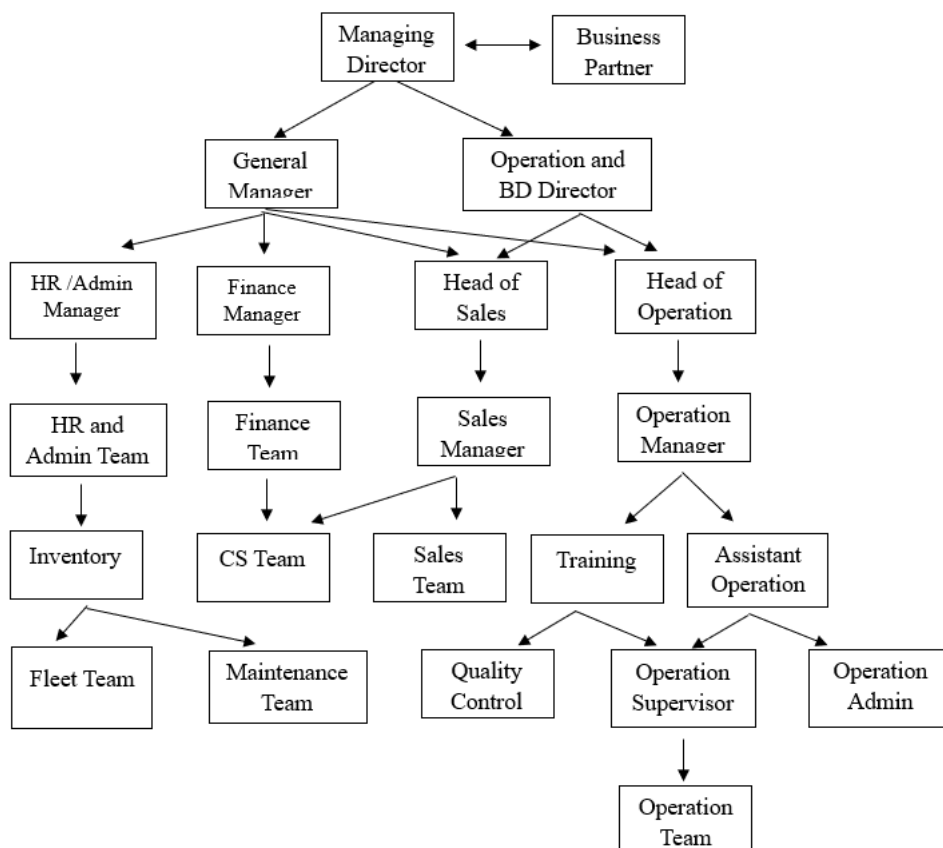 Managing
Director
Business
Partner
General
Manager
Operation and
BD Director
HR /Admin
Manager
Finance
Manager
Head of
Sales
Head of
Operation
HR and
Admin Team
Finance
Team
Sales
Manager
Operation
Manager
Inventory
CS Team
Sales
Team
Training
Assistant
Operation
Fleet Team
Maintenance
Team
Quality
Control
Operation
Supervisor
Operation
Admin
Operation
Team